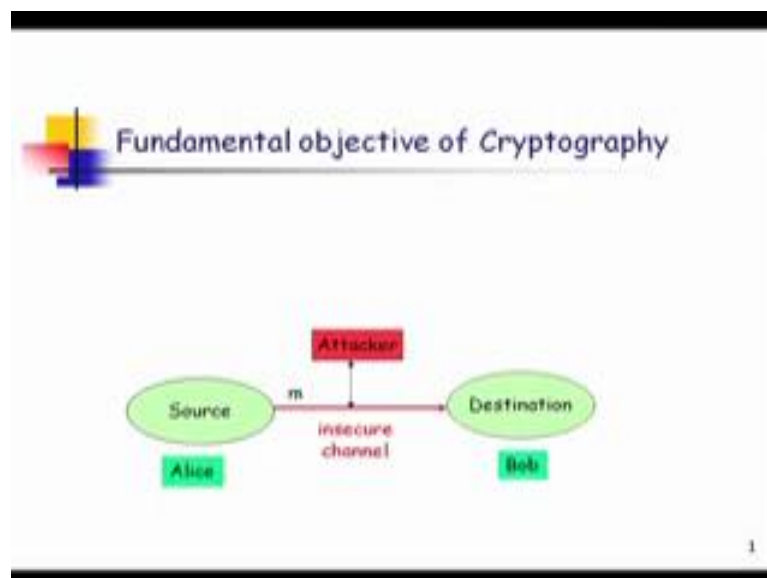 Fundamental objective of Cryptography
Attacker
m
Source
Destination
insecure
channel
Alice
Bob
1